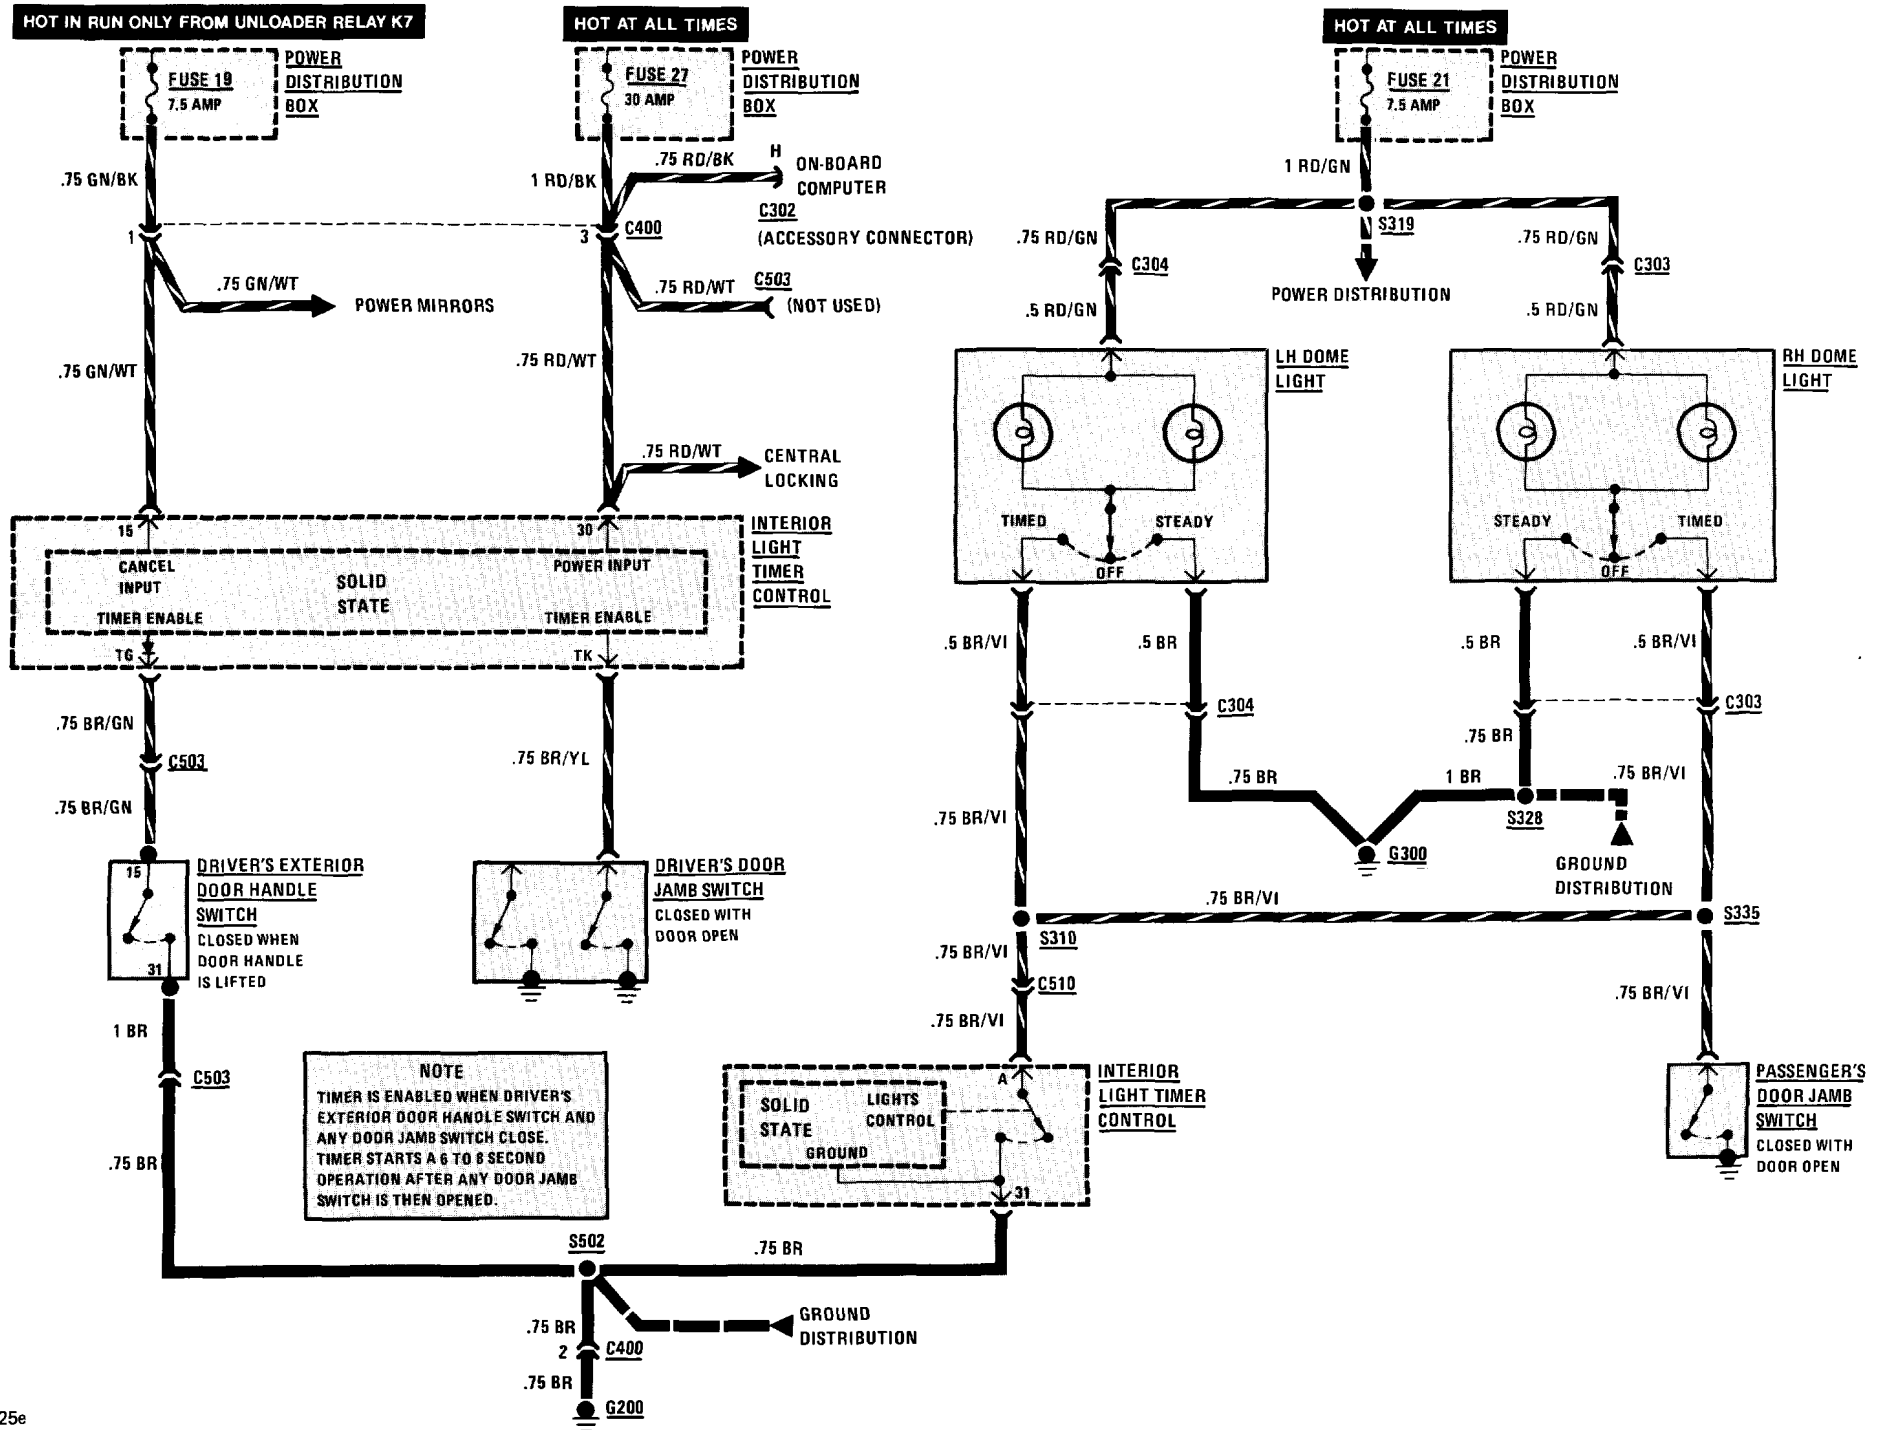 HOT IN RUN ONLY FROM UNLOADER RELAY K7
HOT AT ALL TIMES
HOT AT ALL TIMES
FUSE 19
7.5 AMP
POWER
DISTRIBUTION
BOX
FUSE 27
30 AMP
POWER
DISTRIBUTION
BOX
FUSE 21
7.5 AMP
POWER
DISTRIBUTION
BOX
.75 GN/BK
1 RD/BK
.75 RD/BK
H
ON-BOARD
COMPUTER
C302
(ACCESSORY CONNECTOR)
1
3
C400
.75 GN/WT
POWER MIRRORS
.75 RD/WT
C503
(NOT USED)
.75 GN/WT
.75 RD/WT
.75 RD/WT
CENTRAL
LOCKING
1 RD/GN
S319
.75 RD/GN
C304
.75 RD/GN
C303
POWER DISTRIBUTION
.5 RD/GN
.5 RD/GN
LH DOME
LIGHT
RH DOME
LIGHT
TIMED
STEADY
OFF
STEADY
TIMED
OFF
15
30
CANCEL
INPUT
POWER INPUT
SOLID
STATE
TIMER ENABLE
TIMER ENABLE
TG
TK
INTERIOR
LIGHT
TIMER
CONTROL
.5 BR/VI
.5 BR
.5 BR
.5 BR/VI
C304
C303
.75 BR
.75 BR
1 BR
.75 BR/VI
S328
G300
GROUND
DISTRIBUTION
.75 BR/VI
.75 BR/VI
S310
S335
.75 BR/GN
C503
.75 BR/GN
.75 BR/YL
15
31
DRIVER'S EXTERIOR
DOOR HANDLE
SWITCH
CLOSED WHEN
DOOR HANDLE
IS LIFTED
DRIVER'S DOOR
JAMB SWITCH
CLOSED WITH
DOOR OPEN
.75 BR/VI
C510
.75 BR/VI
.75 BR/VI
1 BR
C503
.75 BR
NOTE
TIMER IS ENABLED WHEN DRIVER'S
EXTERIOR DOOR HANDLE SWITCH AND
ANY DOOR JAMB SWITCH CLOSE.
TIMER STARTS A 6 TO 8 SECOND
OPERATION AFTER ANY DOOR JAMB
SWITCH IS THEN OPENED.
A
SOLID
STATE
LIGHTS
CONTROL
GROUND
31
INTERIOR
LIGHT TIMER
CONTROL
PASSENGER'S
DOOR JAMB
SWITCH
CLOSED WITH
DOOR OPEN
S502
.75 BR
.75 BR
GROUND
DISTRIBUTION
2
C400
.75 BR
G200
25e